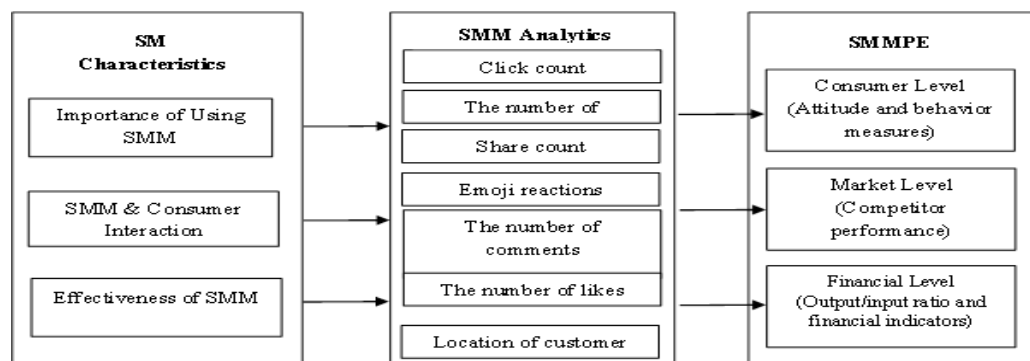 SM
Characteristics
Importance of Using
SMM
SMM & Consumer
Interaction
Effectiveness of SMM
SMM Analytics
Click count
The number of
Share count
Emoji reactions
The number of
comments
The number of likes
Location of customer
SMMPE
Consumer Level
(Attitude and behavior
measures)
Market Level
(Competitor
performance)
Financial Level
(Output/input ratio and
financial indicators)